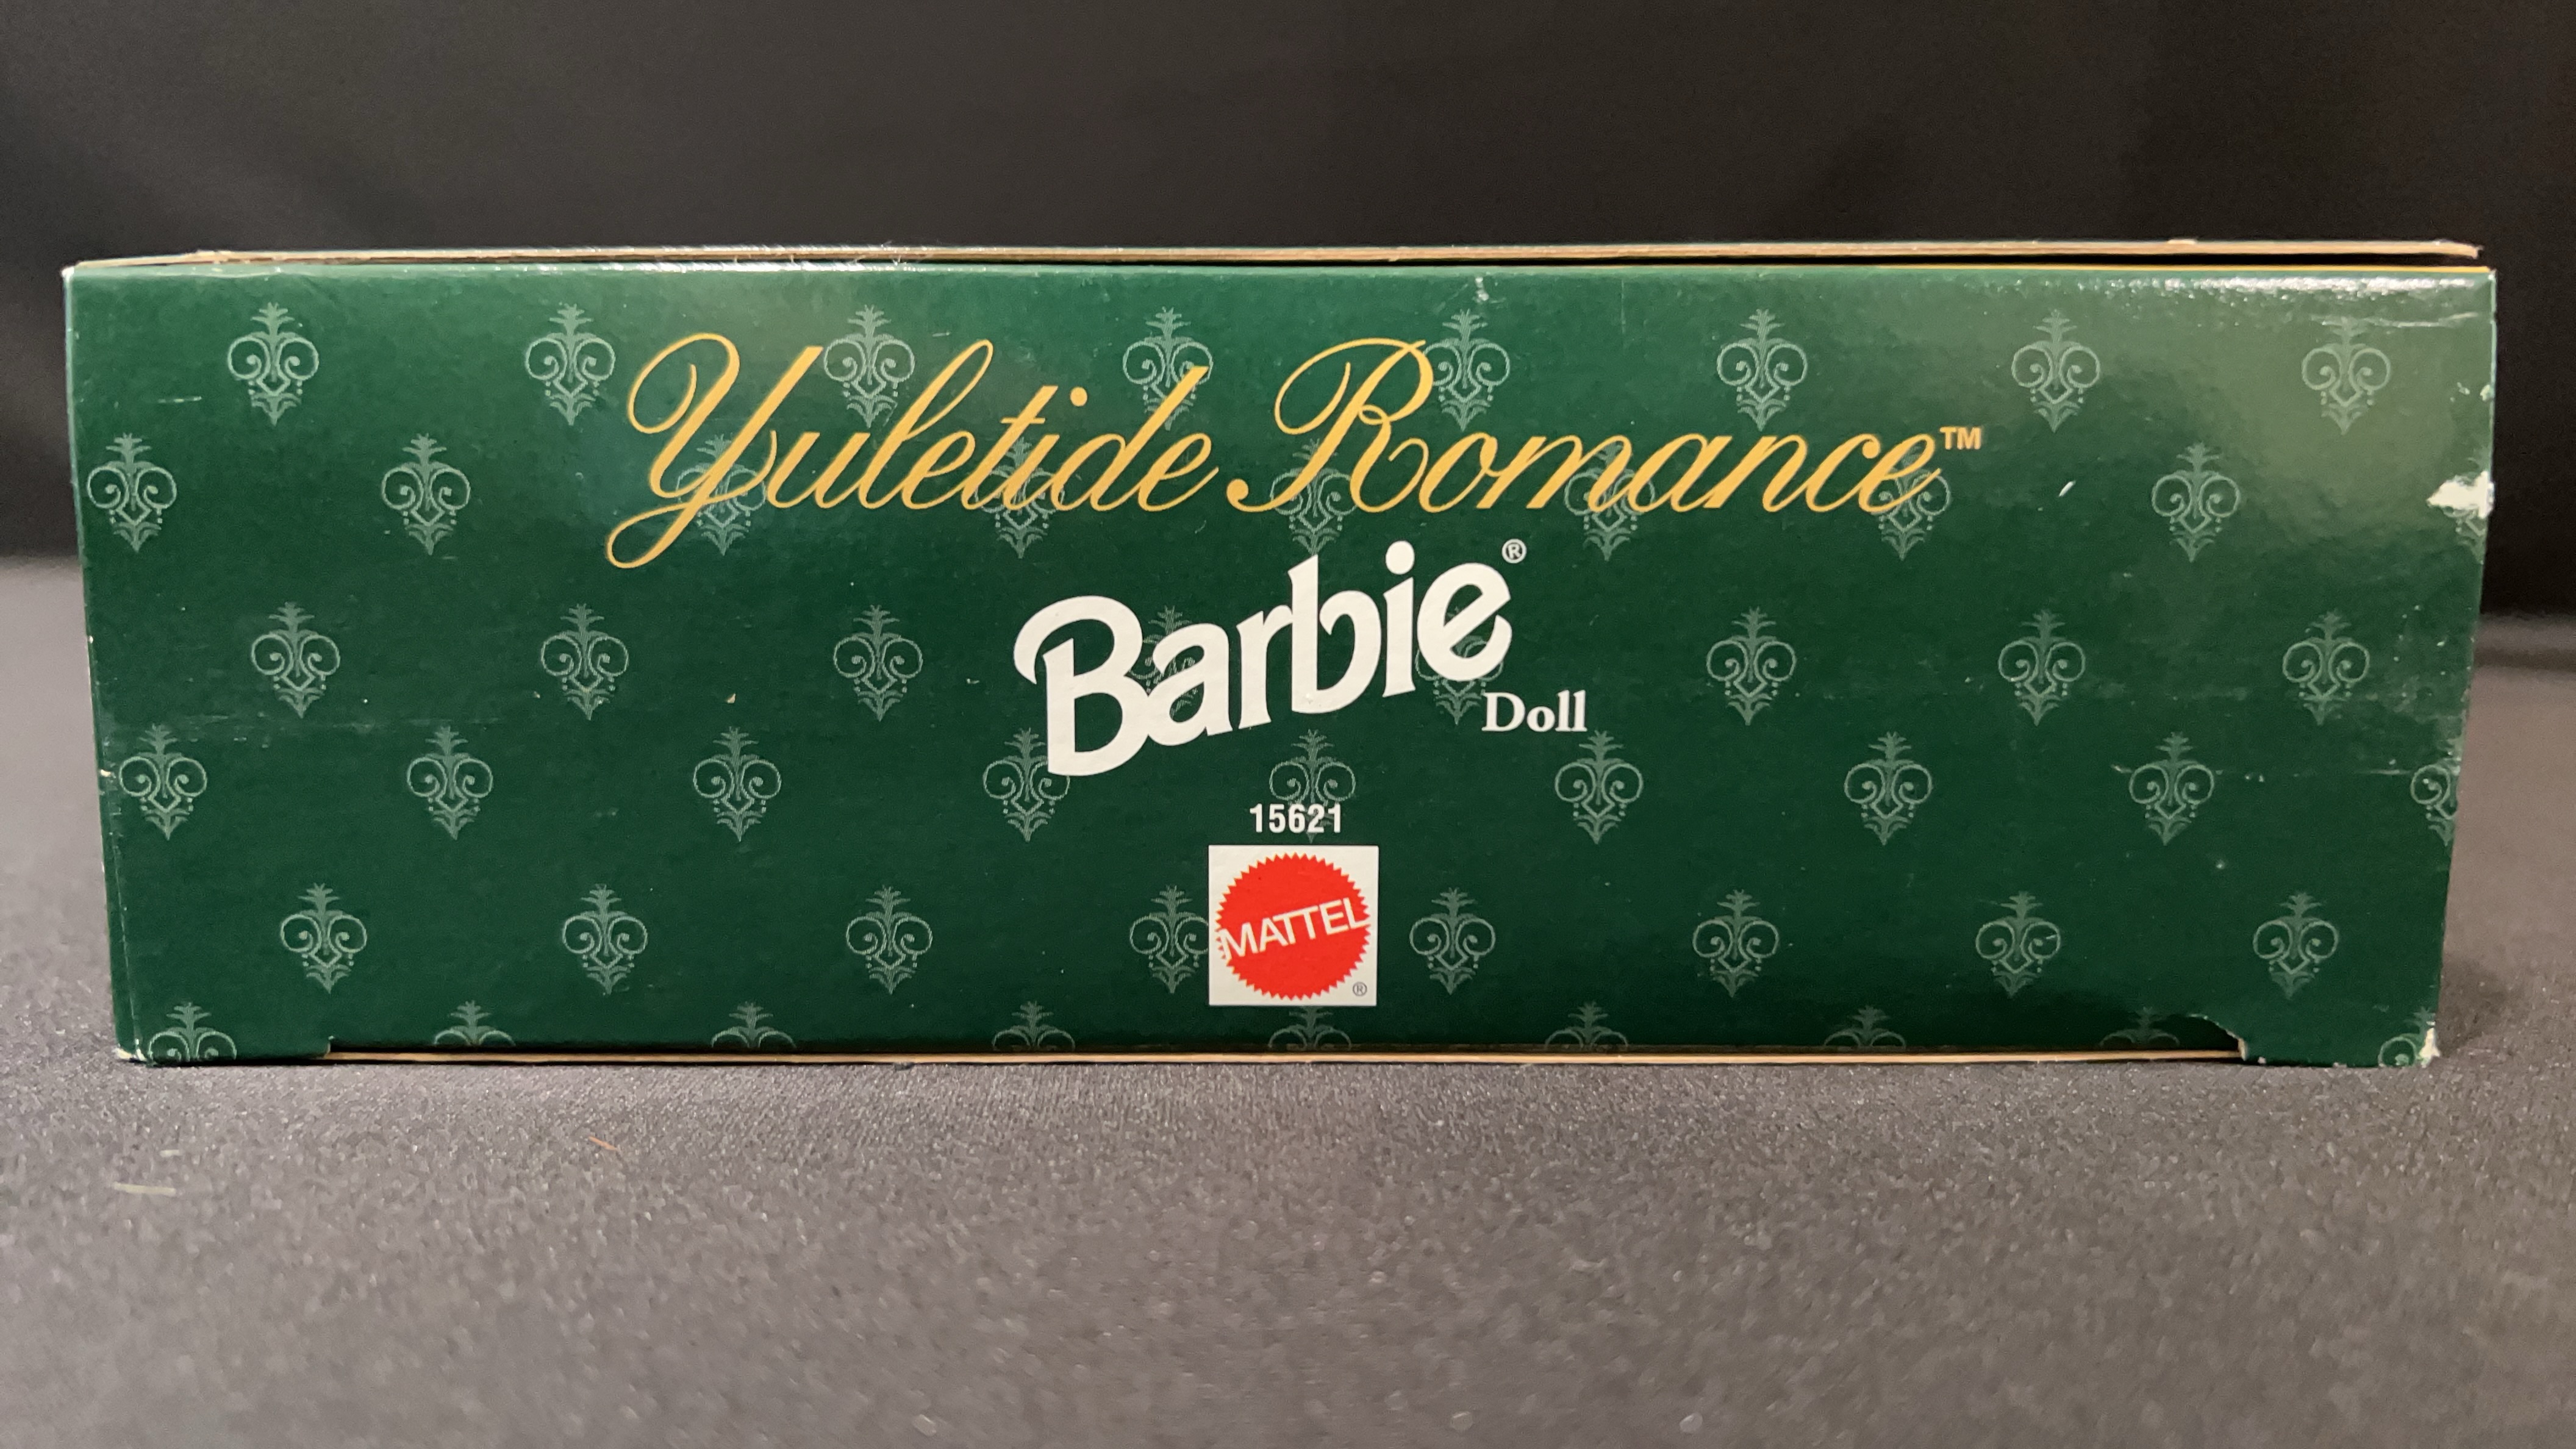 Yuletide Romance™
Barbie®
Doll
15621
MATTEL
®